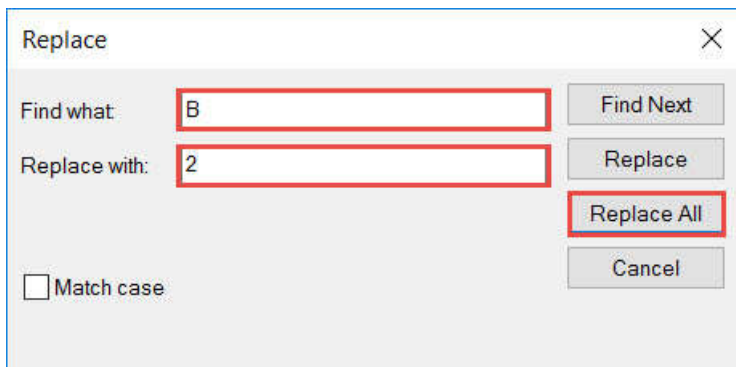 Replace
Find what: B Find Next
Replace with: 2 Replace
Replace All
Cancel
Match case